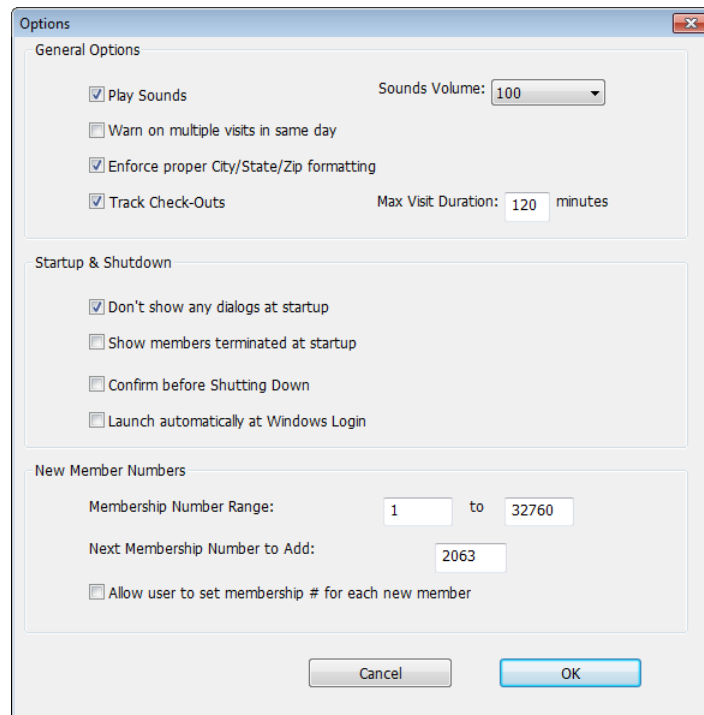 Options
General Options
Play Sounds Sounds Volume: 100
Warn on multiple visits in same day
Enforce proper City/State/Zip formatting
Track Check-Outs Max Visit Duration: 120 minutes
Startup & Shutdown
Don't show any dialogs at startup
Show members terminated at startup
Confirm before Shutting Down
Launch automatically at Windows Login
New Member Numbers
Membership Number Range: 1 to 32760
Next Membership Number to Add: 2063
Allow user to set membership # for each new member
Cancel OK